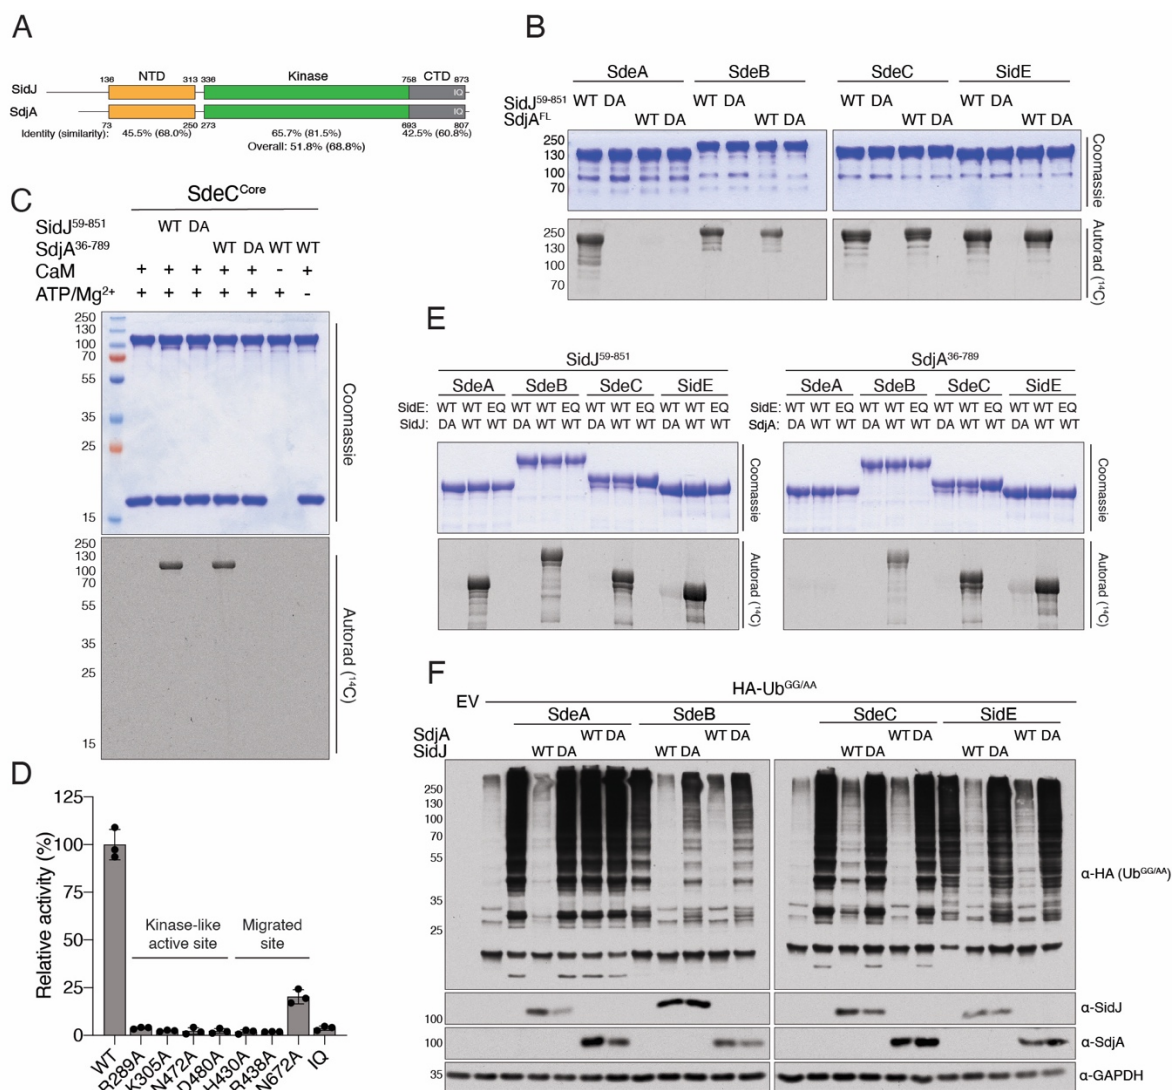 A
136 NTD 313 336 Kinase 758 CTD 873
SidJ IQ
SdjA IQ
73 250 273 693 807
Identity (similarity): 45.5% (68.0%) 65.7% (81.5%) 42.5% (60.8%)
Overall: 51.8% (68.8%)
B
SdeA SdeB SdeC SidE
SidJ59-851 WT DA WT DA WT DA WT DA
SdjAFL WT DA WT DA WT DA WT DA
250
130
100
70
Coomassie
250
130
100
70
Autorad (14C)
C
SdeCCore
SidJ59-851 WT DA
SdjA36-789 WT DA WT WT
CaM + + + + + - +
ATP/Mg2+ + + + + + + -
250
130
100
70
55
35
25
15
Coomassie
250
130
100
70
55
35
25
15
Autorad (14C)
D
Relative activity (%)
125
100
75
50
25
0
Kinase-like active site
Migrated site
WT
R289A
K305A
N472A
D480A
H430A
R438A
N672A
IQ
E
SidJ59-851 SdjA36-789
SdeA SdeB SdeC SidE SdeA SdeB SdeC SidE
SidE: WT WT EQ WT WT EQ WT WT EQ WT WT EQ SidE: WT WT EQ WT WT EQ WT WT EQ WT WT EQ
SidJ: DA WT WT DA WT WT DA WT WT DA WT WT SdjA: DA WT WT DA WT WT DA WT WT DA WT WT
Coomassie Coomassie
Autorad (14C) Autorad (14C)
F
EV HA-UbGG/AA
SdeA SdeB SdeC SidE
SdjA WT DA WT DA WT DA WT DA
SidJ WT DA WT DA WT DA WT DA
250
130
100
70
55
35
25
α-HA (UbGG/AA)
100 α-SidJ
100 α-SdjA
35 α-GAPDH